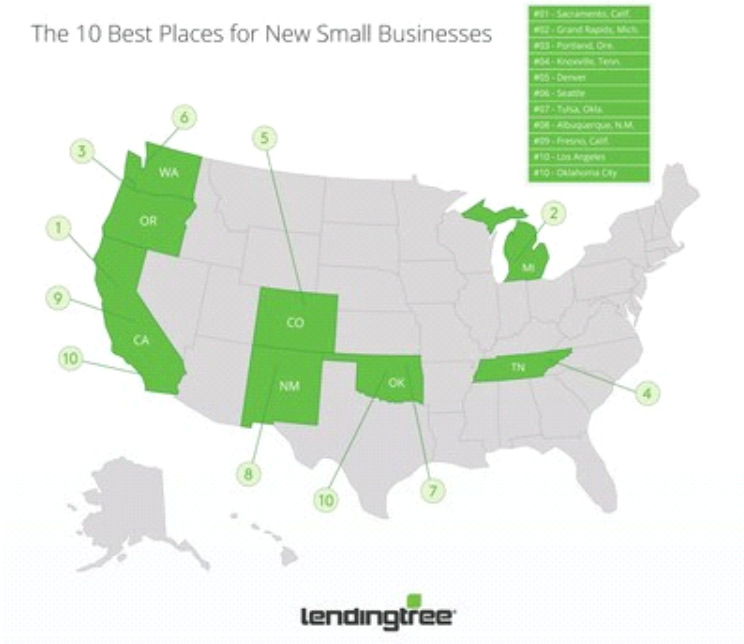 The 10 Best Places for New Small Businesses
#01 - Sacramento, Calif.
#02 - Grand Rapids, Mich.
#03 - Portland, Ore.
#04 - Knoxville, Tenn.
#05 - Denver
#06 - Seattle
#07 - Tulsa, Okla.
#08 - Albuquerque, N.M.
#09 - Fresno, Calif.
#10 - Los Angeles
#10 - Oklahoma City
6
5
3
WA
2
OR
1
MI
9
CO
CA
10
TN
NM
OK
4
8
10
7
lendingtree